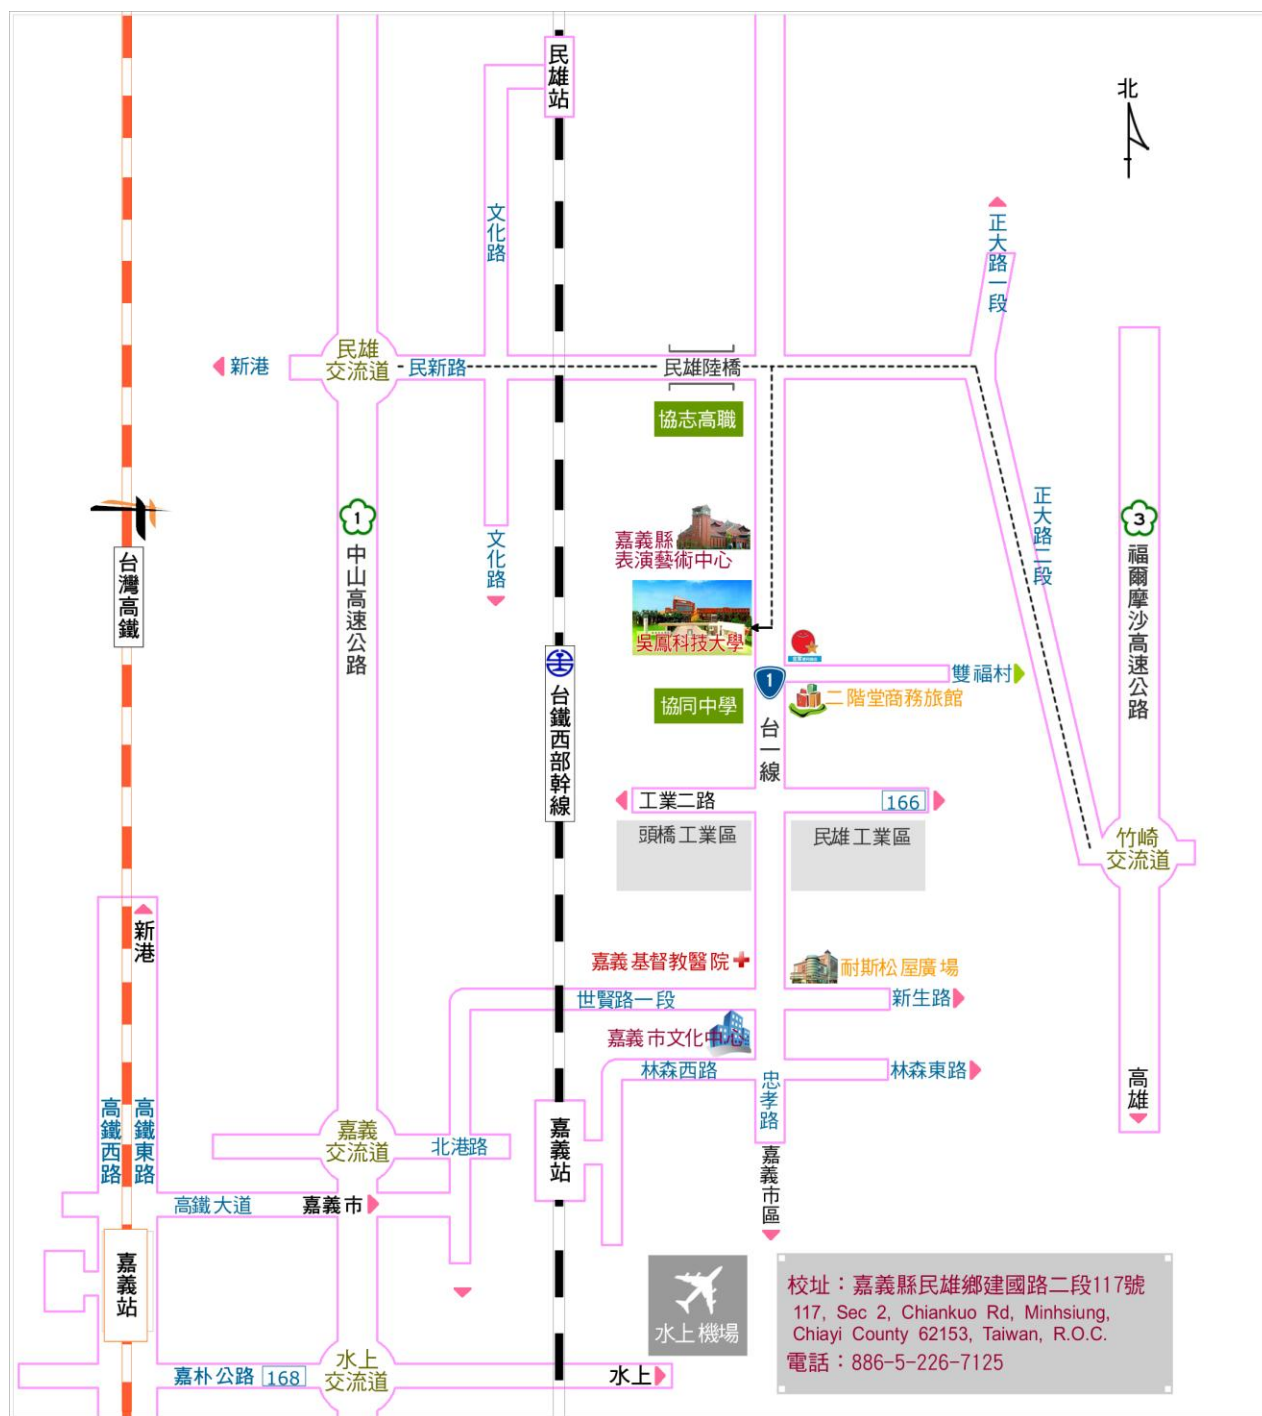 民雄站
北
文化路
正大路一段
新港
民雄
交流道
民新路
民雄陸橋
協志高職
正大路二段
1
中山高速公路
3
福爾摩沙高速公路
台灣高鐵
文化路
嘉義縣
表演藝術中心
吳鳳科技大學
台鐵西部幹線
雙福村
1
台一線
二階堂商務旅館
協同中學
工業二路
166
頭橋工業區
民雄工業區
竹崎
交流道
新港
嘉義基督教醫院
耐斯松屋廣場
世賢路一段
新生路
嘉義市文化中心
林森西路
林森東路
忠孝路
高雄
高鐵西路
高鐵東路
嘉義
交流道
北港路
嘉義站
嘉義市區
高鐵大道
嘉義市
嘉義站
水上機場
校址：嘉義縣民雄鄉建國路二段117號
117, Sec 2, Chiankuo Rd, Minhsiung,
Chiayi County 62153, Taiwan, R.O.C.
電話：886-5-226-7125
嘉朴公路
168
水上
交流道
水上